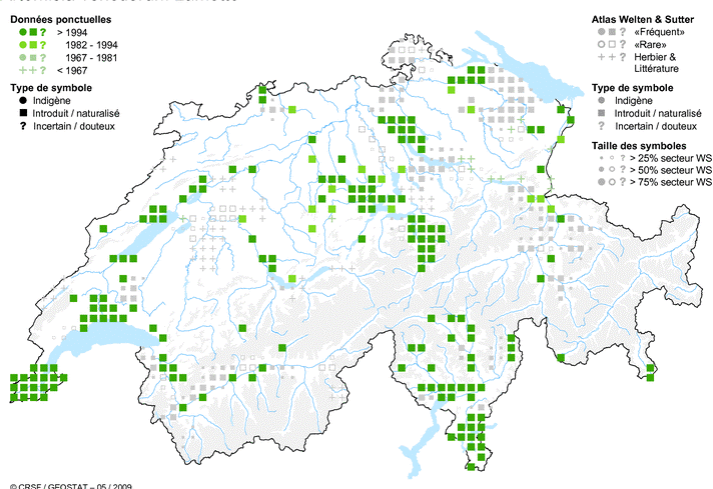 Données ponctuelles
> 1994
1982 - 1994
1967 - 1981
< 1967
Type de symbole
Indigène
Introduit / naturalisé
? Incertain / douteux
Atlas Welten & Sutter
«Fréquent»
«Rare»
Herbier &
Littérature
Type de symbole
Indigène
Introduit / naturalisé
? Incertain / douteux
Taille des symboles
> 25% secteur WS
> 50% secteur WS
> 75% secteur WS
© CRSF / GEOSTAT – 05 / 2009